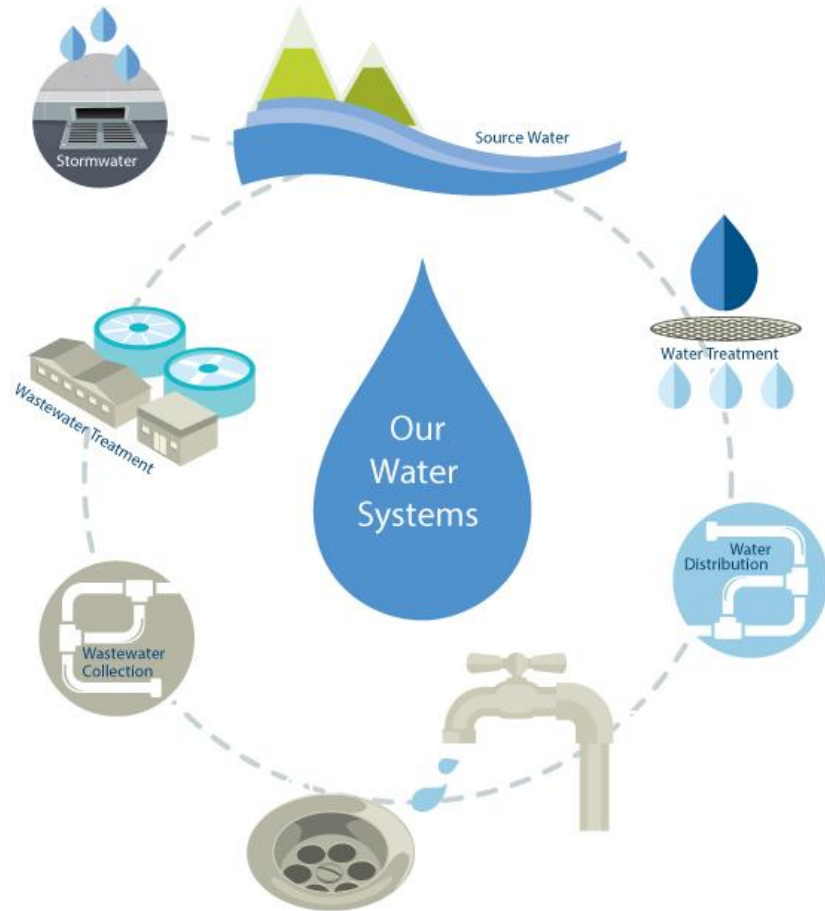 Stormwater
Source Water
Water Treatment
Wastewater Treatment
Our
Water
Systems
Water
Distribution
Wastewater
Collection